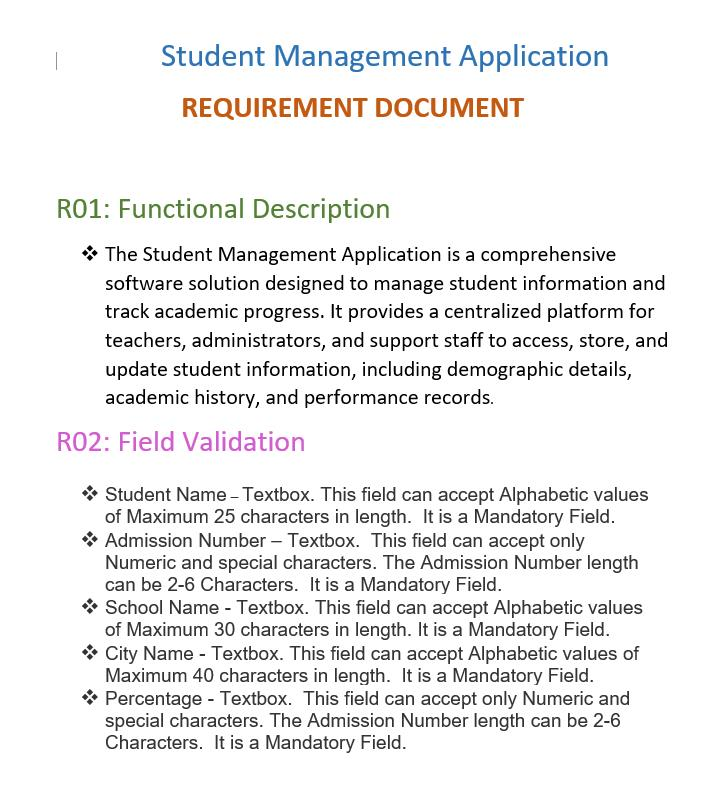 Student Management Application
REQUIREMENT DOCUMENT
R01: Functional Description
❖ The Student Management Application is a comprehensive
software solution designed to manage student information and
track academic progress. It provides a centralized platform for
teachers, administrators, and support staff to access, store, and
update student information, including demographic details,
academic history, and performance records.
R02: Field Validation
❖ Student Name – Textbox. This field can accept Alphabetic values
of Maximum 25 characters in length.  It is a Mandatory Field.
❖ Admission Number – Textbox.  This field can accept only
Numeric and special characters. The Admission Number length
can be 2-6 Characters.  It is a Mandatory Field.
❖ School Name - Textbox. This field can accept Alphabetic values
of Maximum 30 characters in length. It is a Mandatory Field.
❖ City Name - Textbox. This field can accept Alphabetic values of
Maximum 40 characters in length.  It is a Mandatory Field.
❖ Percentage - Textbox.  This field can accept only Numeric and
special characters. The Admission Number length can be 2-6
Characters.  It is a Mandatory Field.